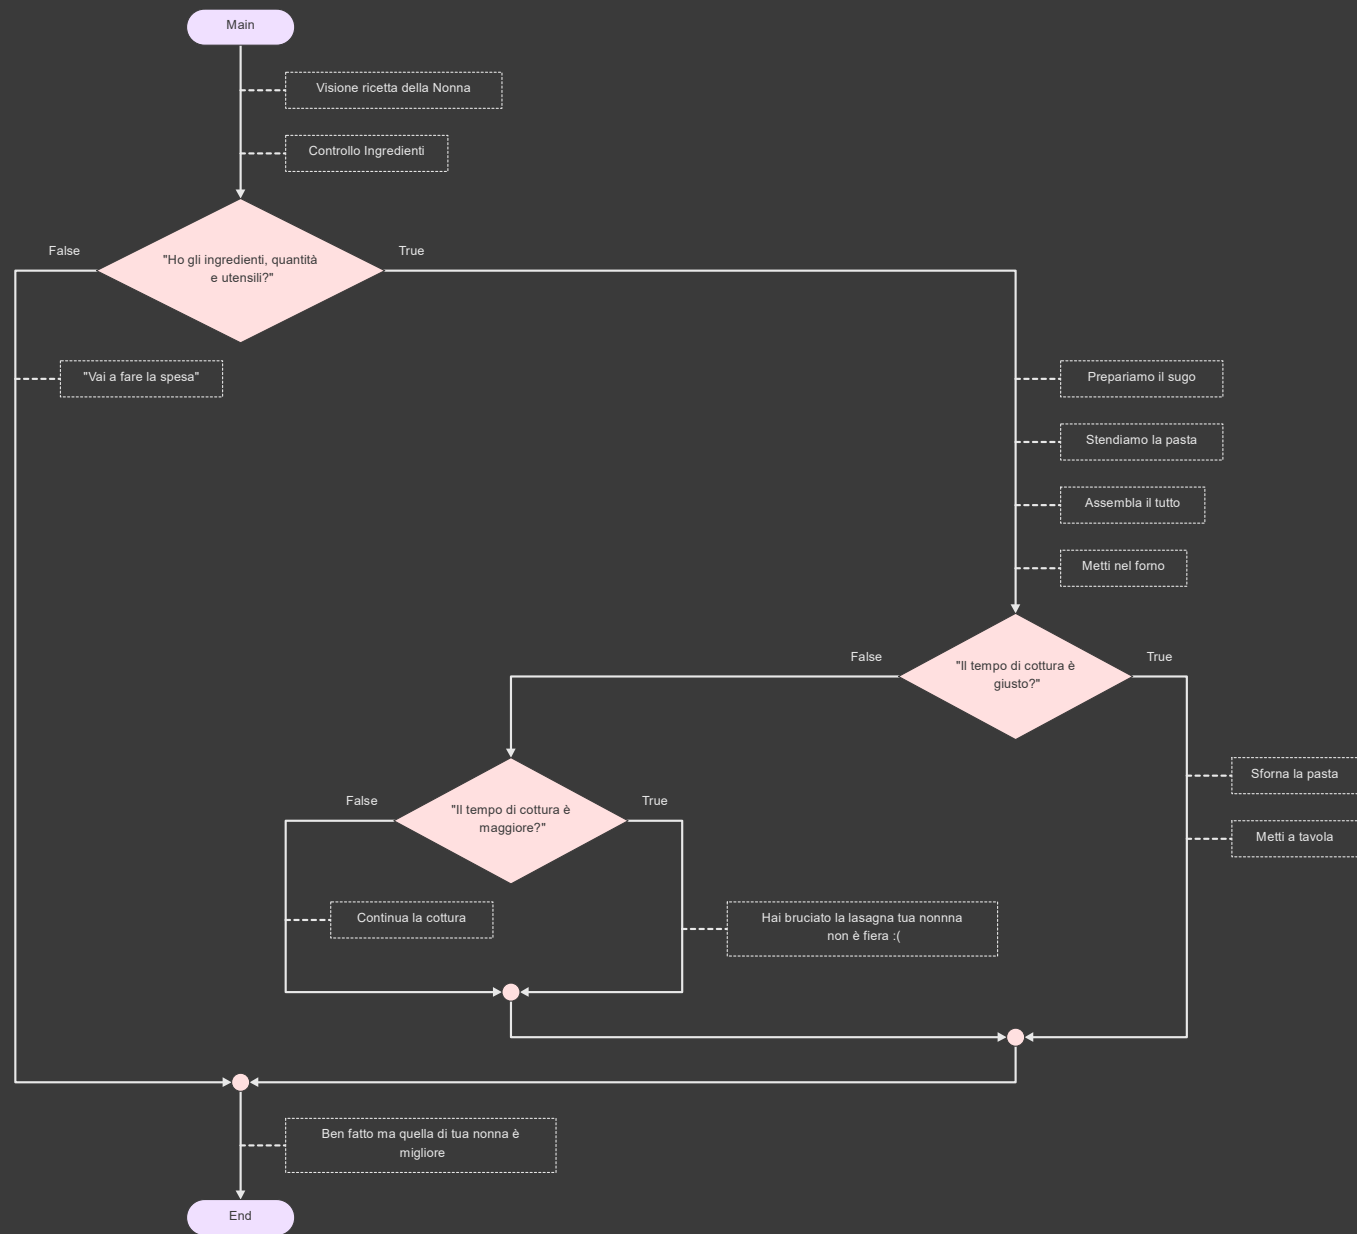 Main
Visione ricetta della Nonna
Controllo Ingredienti
False
True
"Ho gli ingredienti, quantità
e utensili?"
"Vai a fare la spesa"
Prepariamo il sugo
Stendiamo la pasta
Assembla il tutto
Metti nel forno
False
True
"Il tempo di cottura è
giusto?"
Sforna la pasta
False
True
"Il tempo di cottura è
maggiore?"
Metti a tavola
Continua la cottura
Hai bruciato la lasagna tua nonnna
non è fiera :(
Ben fatto ma quella di tua nonna è
migliore
End